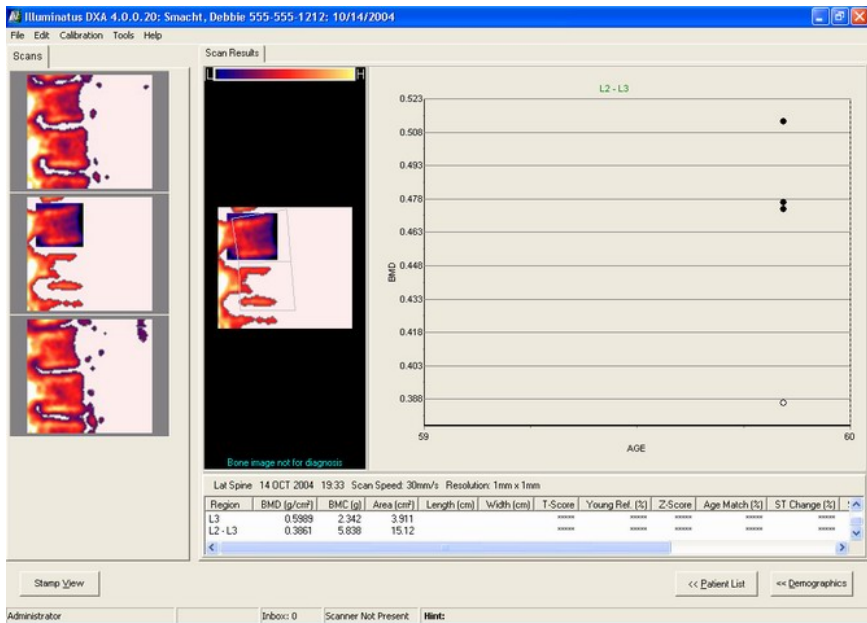 Illuminatus DXA 4.0.0.20: Smacht, Debbie 555-555-1212: 10/14/2004
File Edit Calibration Tools Help
Scans
Scan Results
L H
L2 - L3
0.523
0.508
0.493
0.478
0.463
0.448
0.433
0.418
0.403
0.388
BMD
59 60
AGE
Bone image not for diagnosis
Lat Spine 14 OCT 2004 19:33 Scan Speed: 30mm/s Resolution: 1mm x 1mm
Region BMD (g/cm²) BMC (g) Area (cm²) Length (cm) Width (cm) T-Score Young Ref. (%) Z-Score Age Match (%) ST Change (%)
L3 0.5989 2.342 3.911 ***** ***** ***** ***** *****
L2 - L3 0.3861 5.838 15.12 ***** ***** ***** ***** *****
Stamp View << Patient List << Demographics
Administrator Inbox: 0 Scanner Not Present Hint: